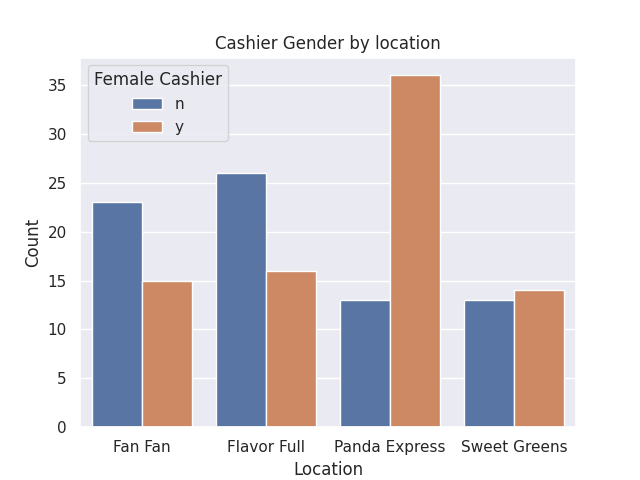 Cashier Gender by location
Female Cashier
n
y
Count
35
30
25
20
15
10
5
0
Fan Fan Flavor Full Panda Express Sweet Greens
Location